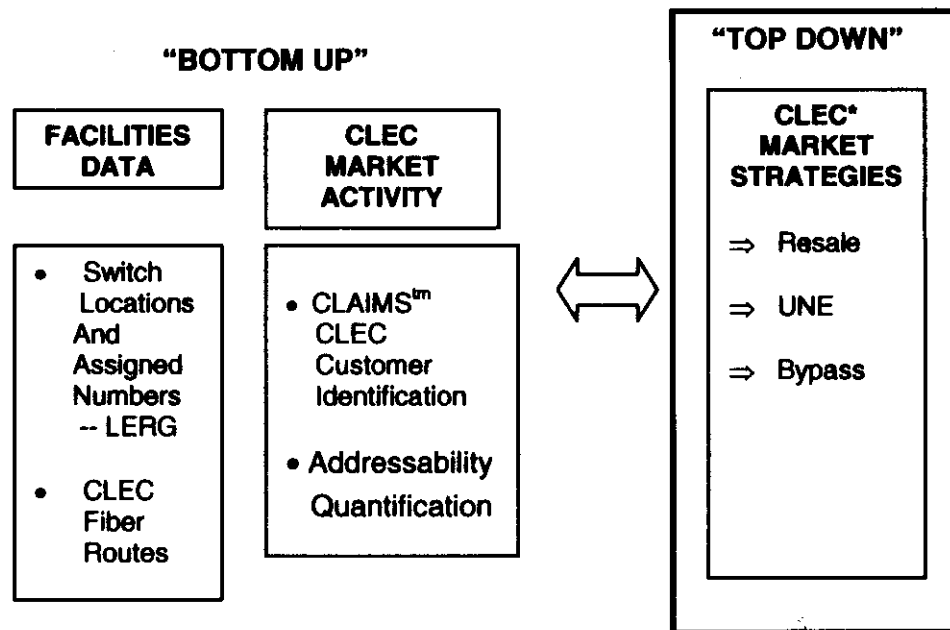 “BOTTOM UP”
FACILITIES
DATA
CLEC
MARKET
ACTIVITY
• Switch
Locations
And
Assigned
Numbers
-- LERG
• CLEC
Fiber
Routes
• CLAIMS™
CLEC
Customer
Identification
• Addressability
Quantification
“TOP DOWN”
CLEC*
MARKET
STRATEGIES
⇒ Resale
⇒ UNE
⇒ Bypass